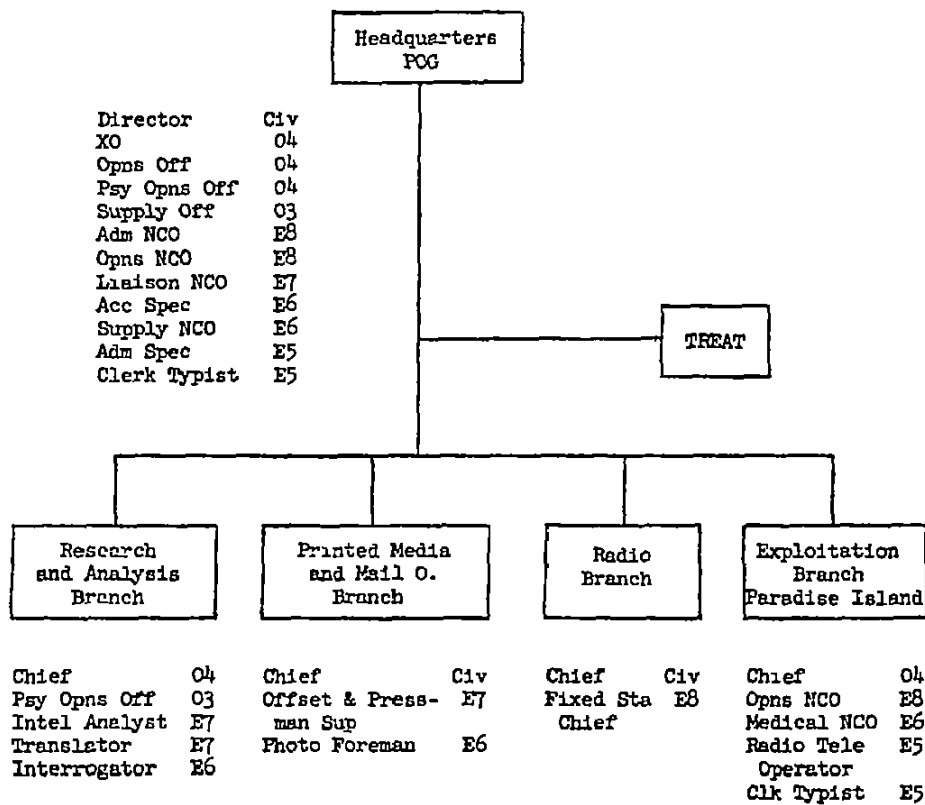 Headquarters
POG
Director Civ
XO O4
Opns Off O4
Psy Opns Off O4
Supply Off O3
Adm NCO E8
Opns NCO E8
Liaison NCO E7
Acc Spec E6
Supply NCO E6
Adm Spec E5
Clerk Typist E5
TREAT
Research
and Analysis
Branch
Printed Media
and Mail O.
Branch
Radio
Branch
Exploitation
Branch
Paradise Island
Chief O4
Psy Opns Off O3
Intel Analyst E7
Translator E7
Interrogator E6
Chief Civ
Offset & Press- E7
man Sup
Photo Foreman E6
Chief Civ
Fixed Sta E8
Chief
Chief O4
Opns NCO E8
Medical NCO E6
Radio Tele E5
Operator
Clk Typist E5